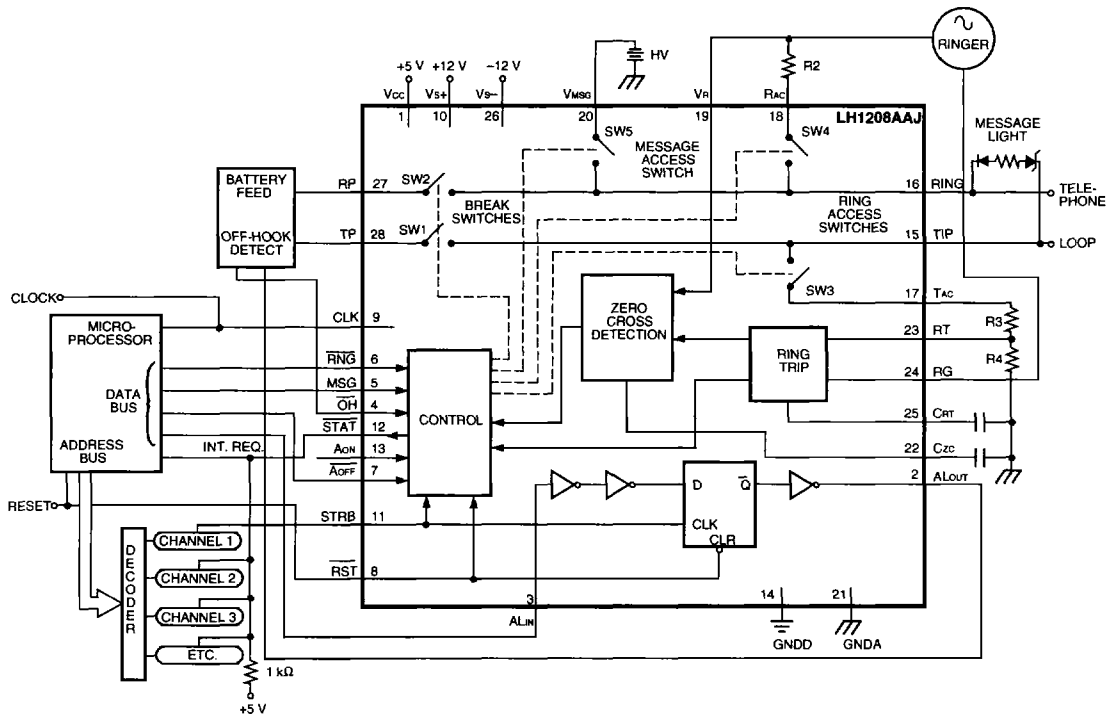 RINGER
+5 V
+12 V
-12 V
HV
R2
VCC
VS+
VS–
VMSG
VR
RAC
1
10
26
20
19
18
LH1208AAJ
MESSAGE
LIGHT
SW5
MESSAGE
ACCESS
SWITCH
SW4
BATTERY
FEED
OFF-HOOK
DETECT
RP
27
SW2
BREAK
SWITCHES
RING
ACCESS
SWITCHES
16
RING
TELE-
PHONE
TP
28
SW1
15
TIP
LOOP
SW3
17
TAC
CLOCK
MICRO-
PROCESSOR
DATA
BUS
ADDRESS
BUS
INT. REQ.
CLK
9
R̅N̅G̅
6
MSG
5
O̅H̅
4
S̅T̅A̅T̅
12
AON
13
A̅O̅F̅F̅
7
CONTROL
ZERO
CROSS
DETECTION
RING
TRIP
23
RT
R3
R4
24
RG
25
CRT
22
CZC
2
ALOUT
RESET
STRB
11
R̅S̅T̅
8
D
Q̅
CLK
CLR
DECODER
CHANNEL 1
CHANNEL 2
CHANNEL 3
ETC.
3
ALIN
14
GNDD
21
GNDA
1 kΩ
+5 V